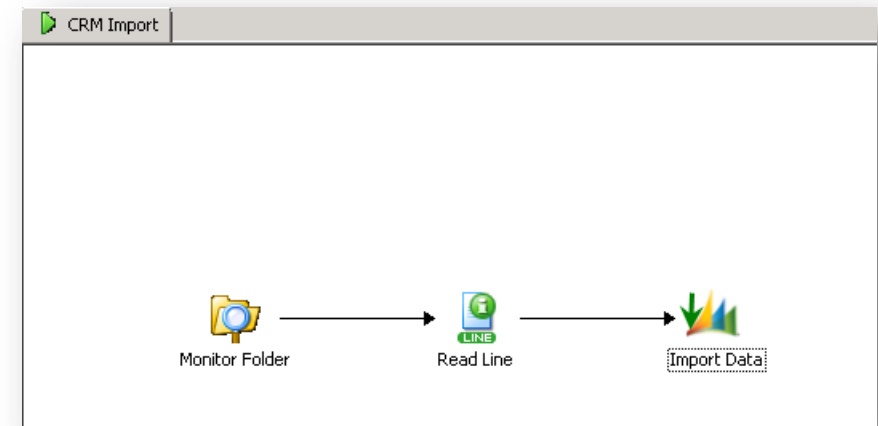 CRM Import
LINE
Monitor Folder
Read Line
Import Data